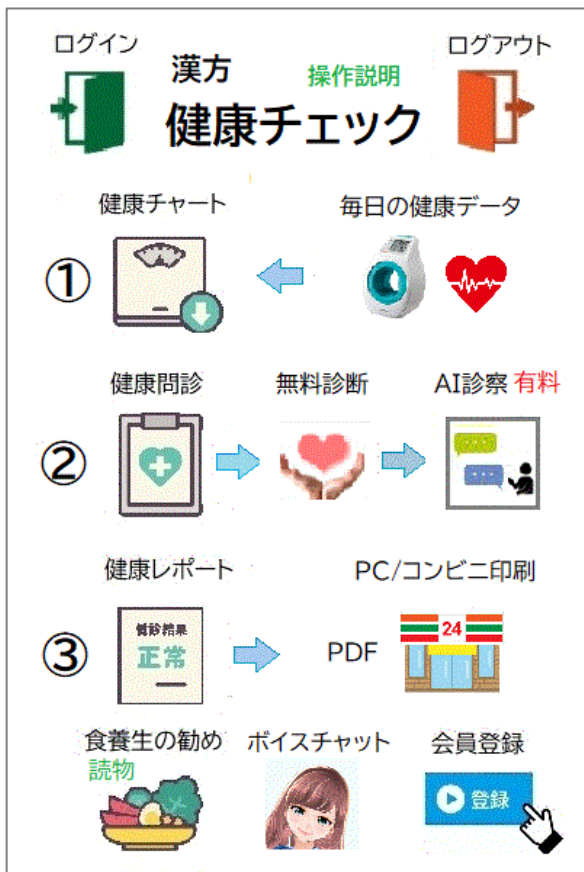 ログイン
ログアウト
漢方
操作説明
健康チェック
健康チャート
毎日の健康データ
①
健康問診
無料診断
AI診察 有料
②
健康レポート
PC/コンビニ印刷
③
健診結果
正常
PDF
24
食養生の勧め
読物
ボイスチャット
会員登録
登録